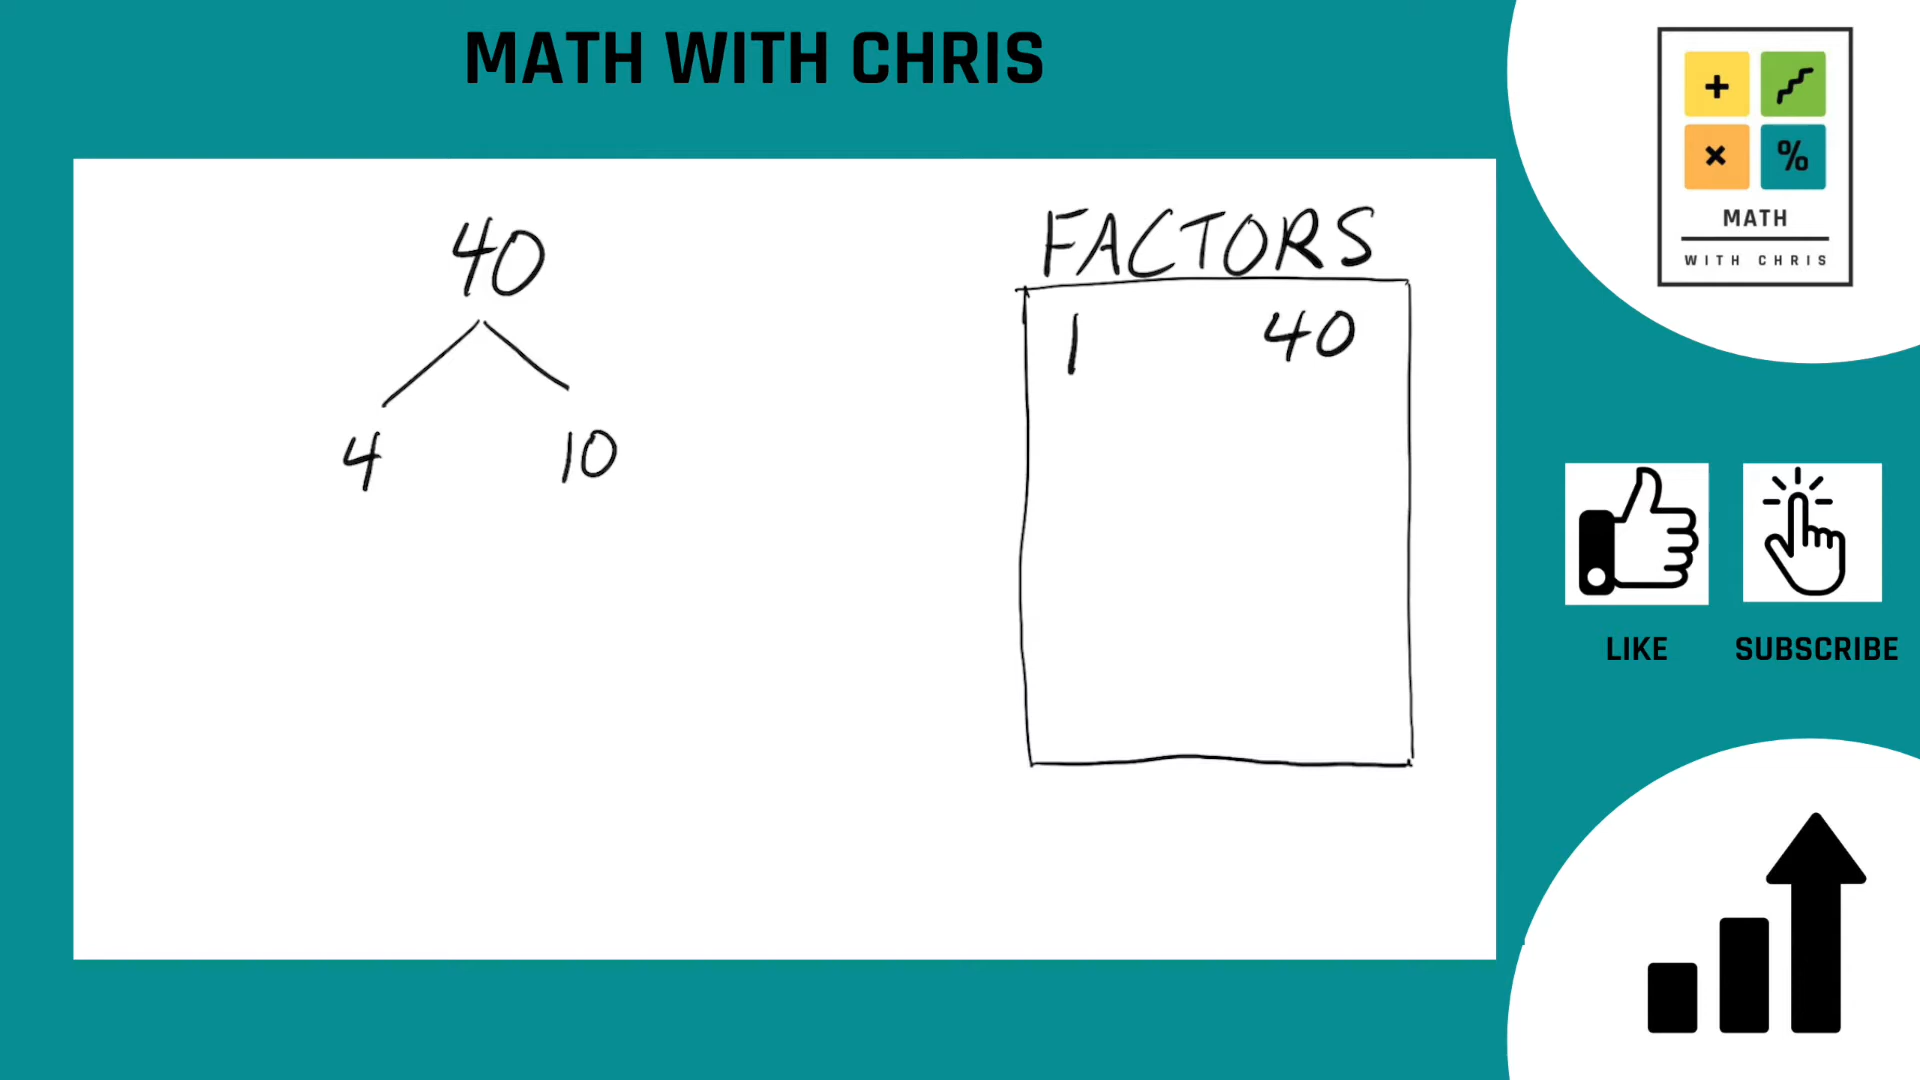 MATH WITH CHRIS
40
4 10
FACTORS
1 40
+
× %
MATH
WITH CHRIS
LIKE SUBSCRIBE